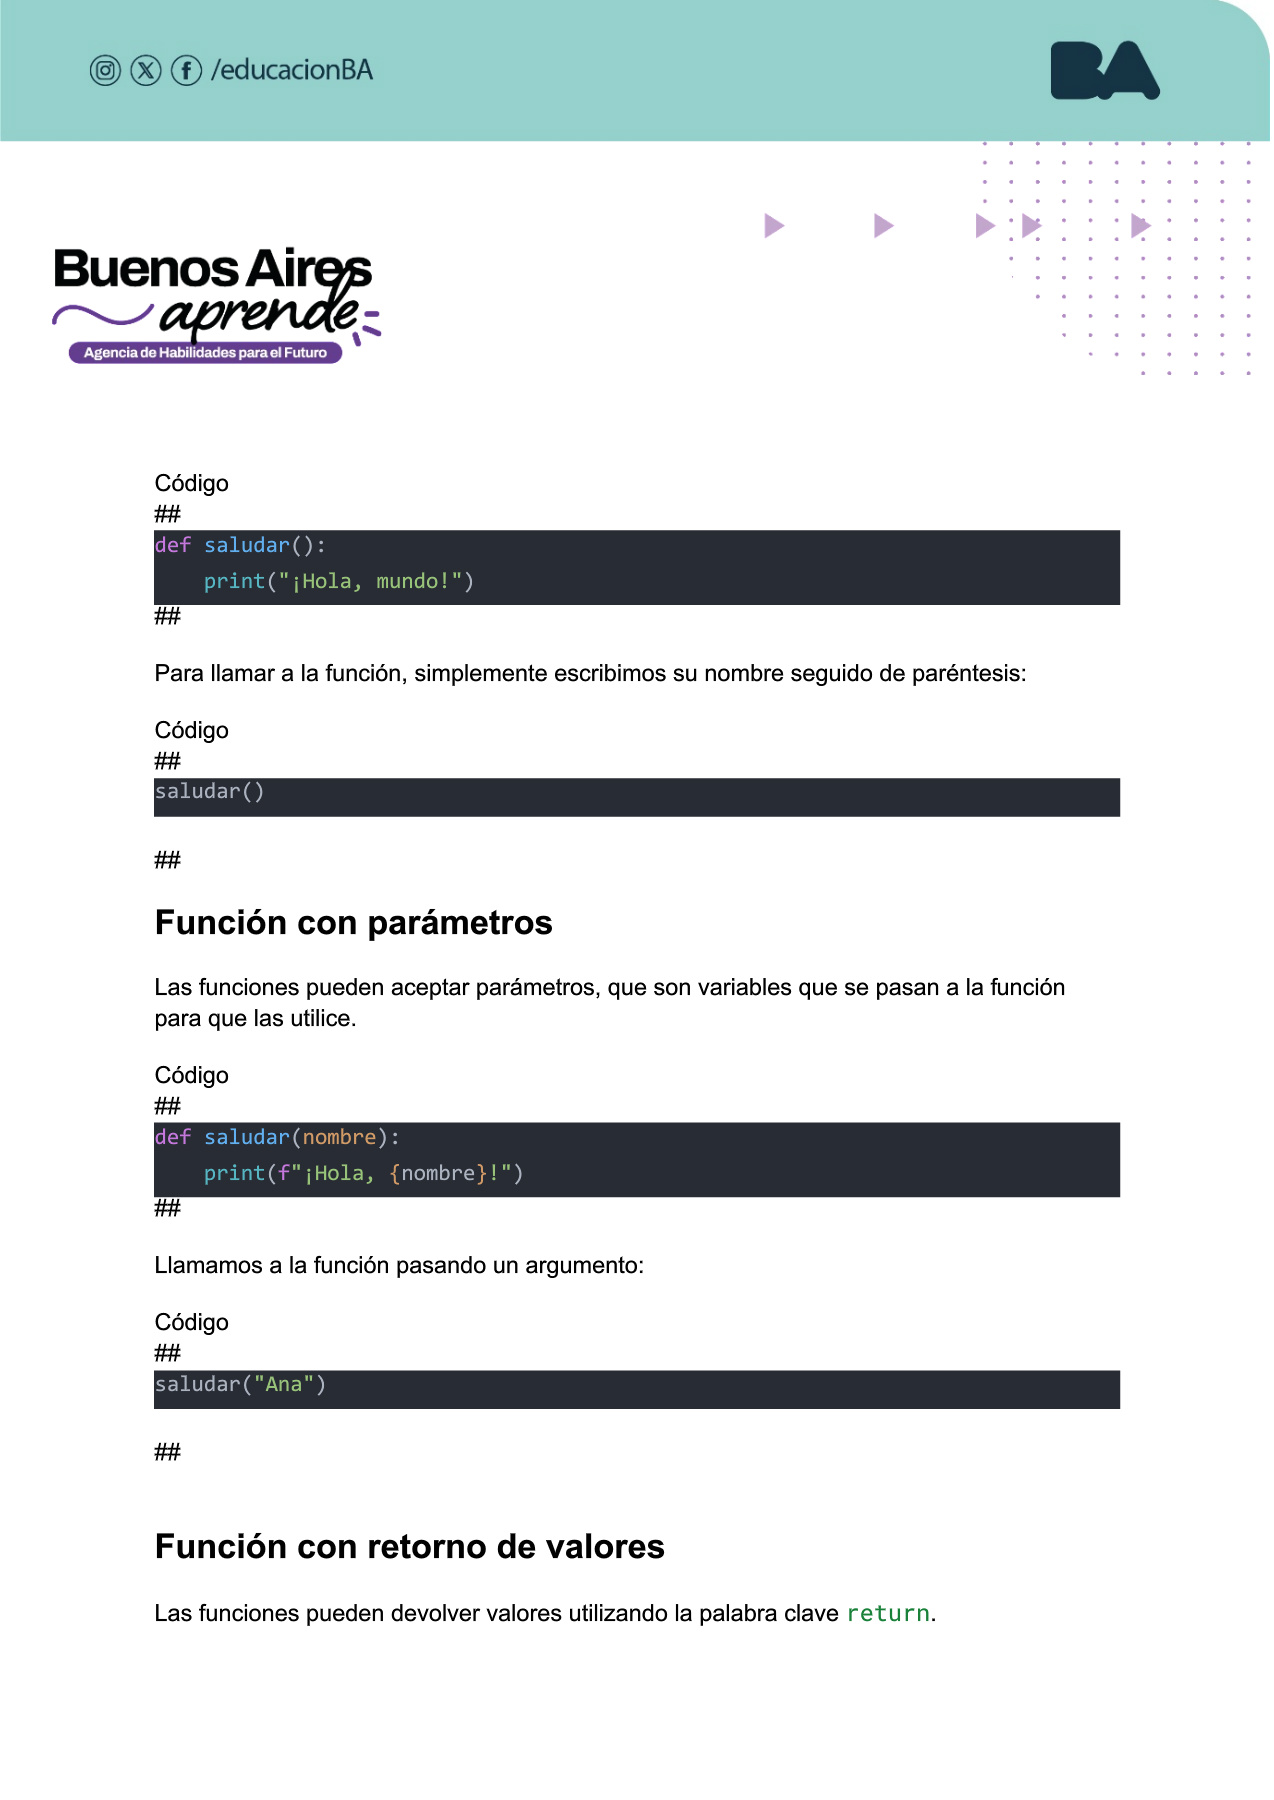 /educacionBA
BA
Buenos Aires
aprende
Agencia de Habilidades para el Futuro
Código
##
def saludar():
    print("¡Hola, mundo!")
##
Para llamar a la función, simplemente escribimos su nombre seguido de paréntesis:
Código
##
saludar()
##
Función con parámetros
Las funciones pueden aceptar parámetros, que son variables que se pasan a la función
para que las utilice.
Código
##
def saludar(nombre):
    print(f"¡Hola, {nombre}!")
##
Llamamos a la función pasando un argumento:
Código
##
saludar("Ana")
##
Función con retorno de valores
Las funciones pueden devolver valores utilizando la palabra clave return.